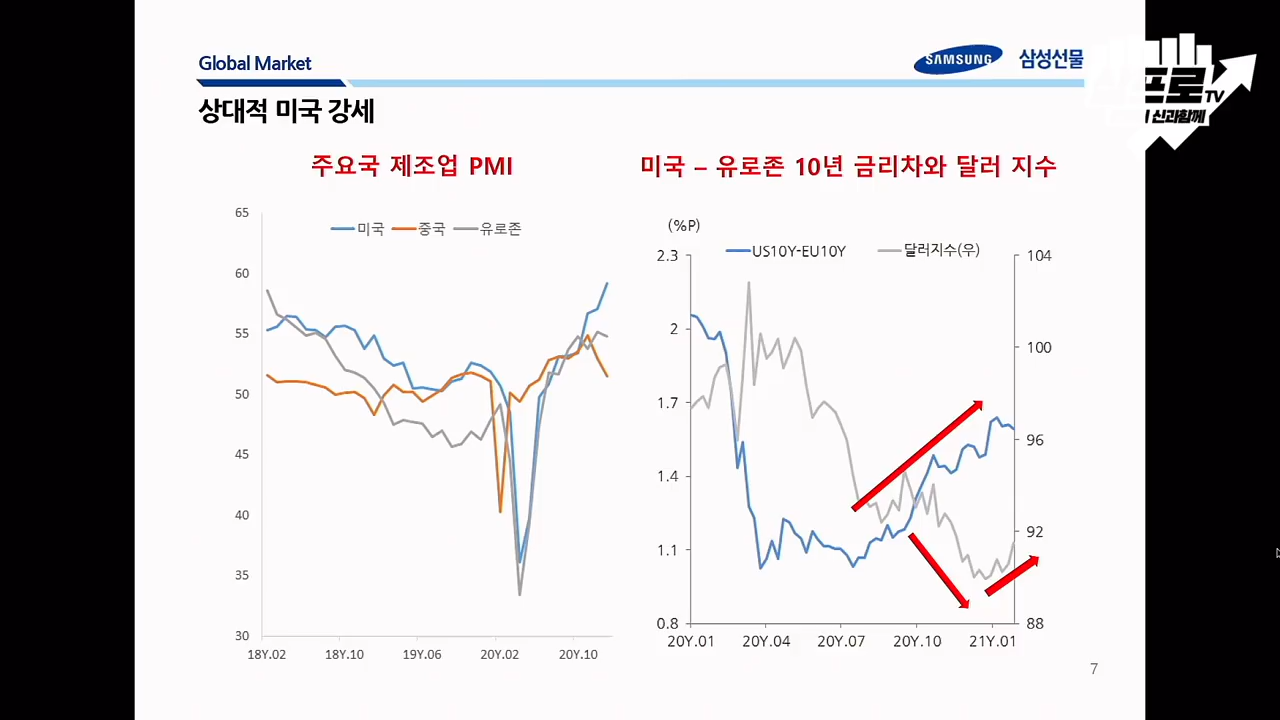 Global Market
SAMSUNG 삼성선물
프로TV
신과함께
상대적 미국 강세
주요국 제조업 PMI
미국 – 유로존 10년 금리차와 달러 지수
미국 중국 유로존
65
60
55
50
45
40
35
30
18Y.02 18Y.10 19Y.06 20Y.02 20Y.10
(%P)
US10Y-EU10Y 달러지수(우)
2.3
2
1.7
1.4
1.1
0.8
104
100
96
92
88
20Y.01 20Y.04 20Y.07 20Y.10 21Y.01
7